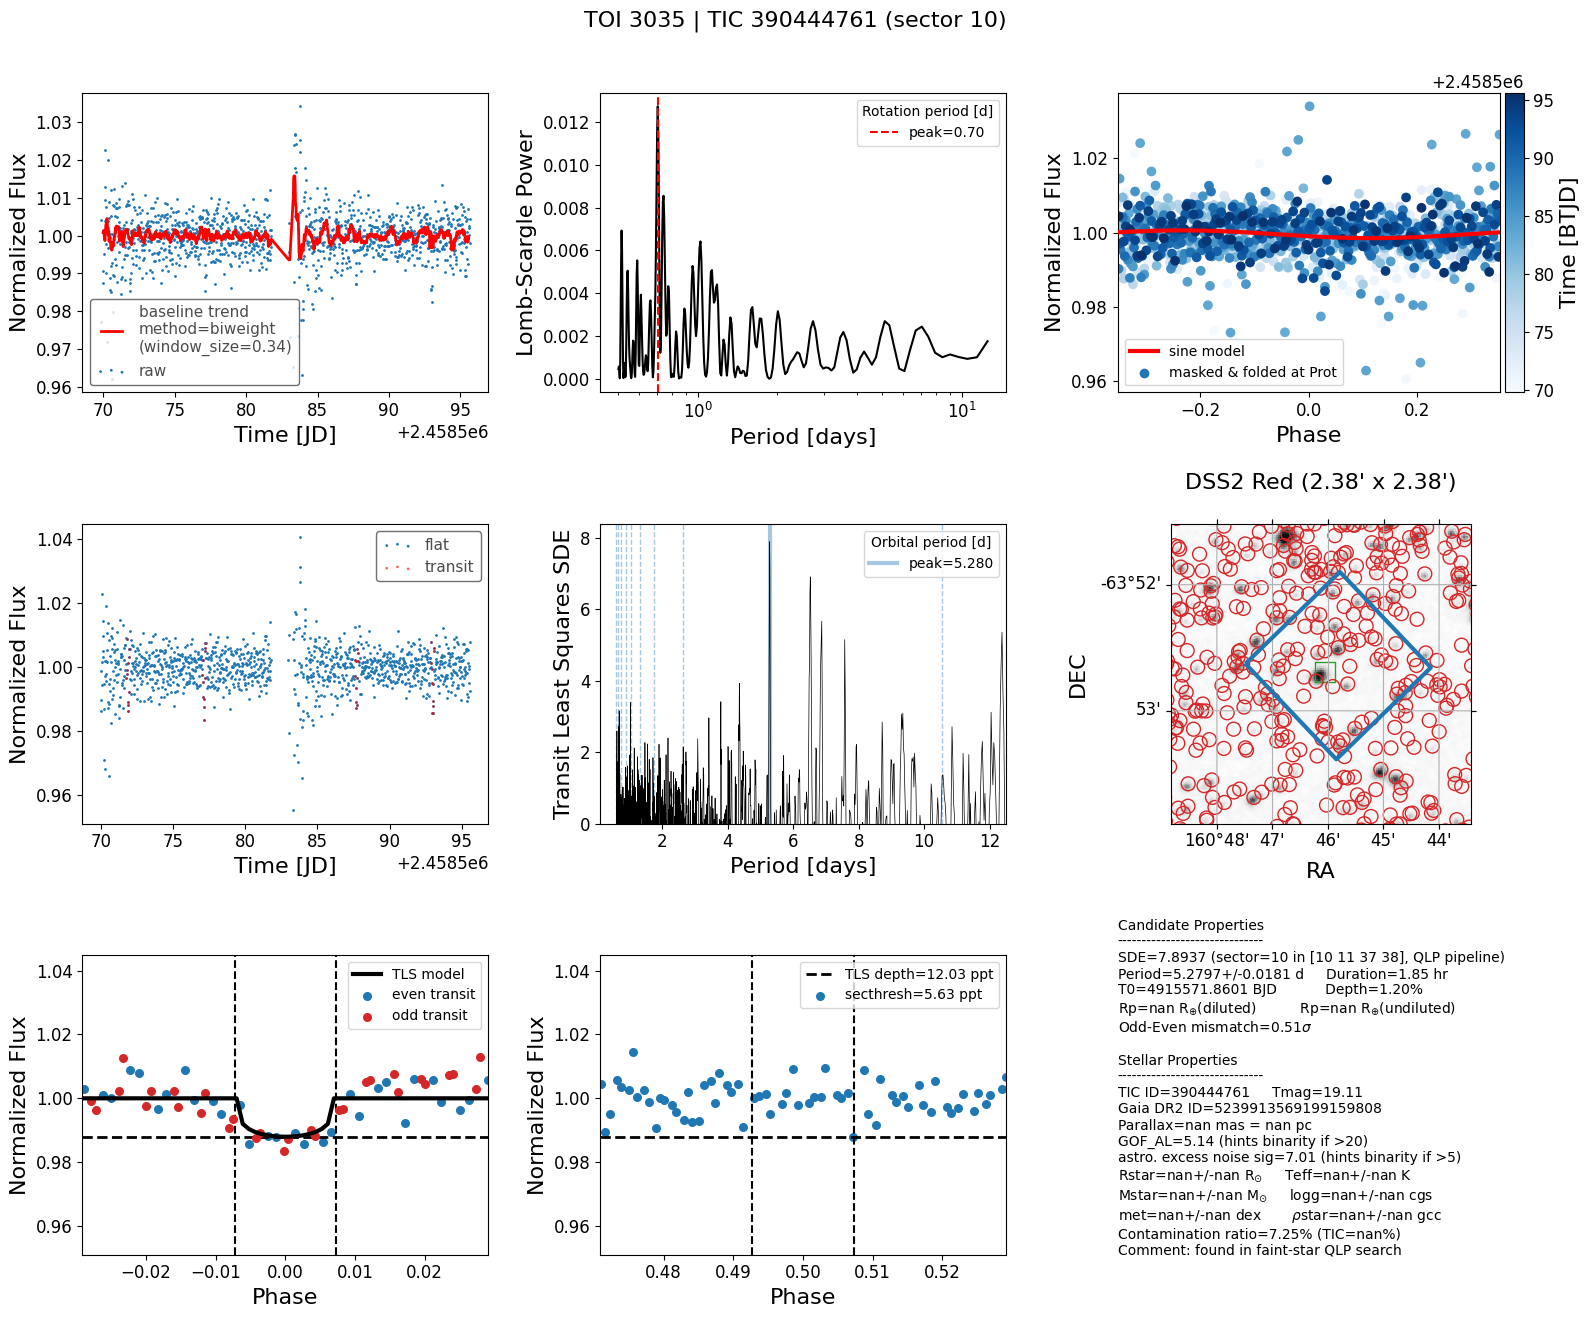 TOI 3035 | TIC 390444761 (sector 10)
Normalized Flux
1.03
1.02
1.01
1.00
0.99
0.98
0.97
0.96
baseline trend
method=biweight
(window_size=0.34)
raw
70 75 80 85 90 95
Time [JD]
+2.4585e6
Lomb-Scargle Power
0.012
0.010
0.008
0.006
0.004
0.002
0.000
Rotation period [d]
peak=0.70
10⁰ 10¹
Period [days]
Normalized Flux
1.02
1.00
0.98
0.96
sine model
masked & folded at Prot
−0.2 0.0 0.2
Phase
+2.4585e6
95
90
85
80
75
70
Time [BTJD]
Normalized Flux
1.04
1.02
1.00
0.98
0.96
flat
transit
70 75 80 85 90 95
Time [JD]
+2.4585e6
Transit Least Squares SDE
8
6
4
2
0
Orbital period [d]
peak=5.280
2 4 6 8 10 12
Period [days]
DSS2 Red (2.38' x 2.38')
DEC
-63°52'
53'
160°48' 47' 46' 45' 44'
RA
Normalized Flux
1.04
1.02
1.00
0.98
0.96
TLS model
even transit
odd transit
−0.02 −0.01 0.00 0.01 0.02
Phase
Normalized Flux
1.04
1.02
1.00
0.98
0.96
TLS depth=12.03 ppt
secthresh=5.63 ppt
0.48 0.49 0.50 0.51 0.52
Phase
Candidate Properties
------------------------------
SDE=7.8937 (sector=10 in [10 11 37 38], QLP pipeline)
Period=5.2797+/-0.0181 d Duration=1.85 hr
T0=4915571.8601 BJD Depth=1.20%
Rp=nan R⊕(diluted) Rp=nan R⊕(undiluted)
Odd-Even mismatch=0.51σ
Stellar Properties
------------------------------
TIC ID=390444761 Tmag=19.11
Gaia DR2 ID=5239913569199159808
Parallax=nan mas = nan pc
GOF_AL=5.14 (hints binarity if >20)
astro. excess noise sig=7.01 (hints binarity if >5)
Rstar=nan+/-nan R⊙ Teff=nan+/-nan K
Mstar=nan+/-nan M⊙ logg=nan+/-nan cgs
met=nan+/-nan dex ρstar=nan+/-nan gcc
Contamination ratio=7.25% (TIC=nan%)
Comment: found in faint-star QLP search